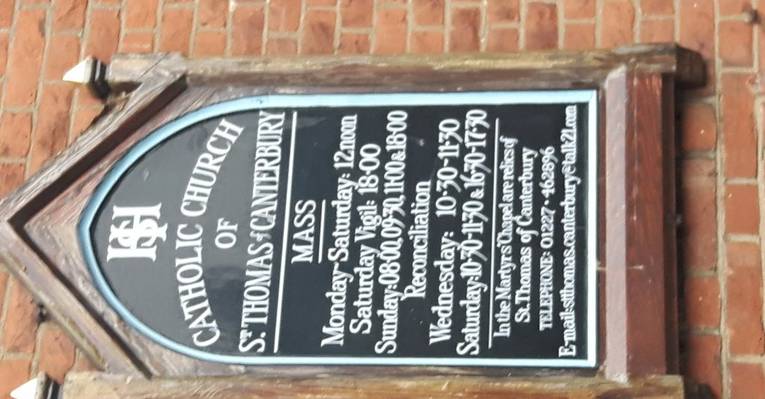 IHS
CATHOLIC CHURCH
OF
ST THOMAS OF CANTERBURY
MASS
Monday-Saturday: 12noon
Saturday Vigil: 18·00
Sunday:08:00,09:30,11:00&18:00
Reconciliation
Wednesday: 10·30-11·30
Saturday:10·30-11·30 & 16·30-17·30
In the Martyrs' Chapel are relics of
St. Thomas of Canterbury
TELEPHONE: 01227·462896
E-mail:stthomas.canterbury@talk21.com